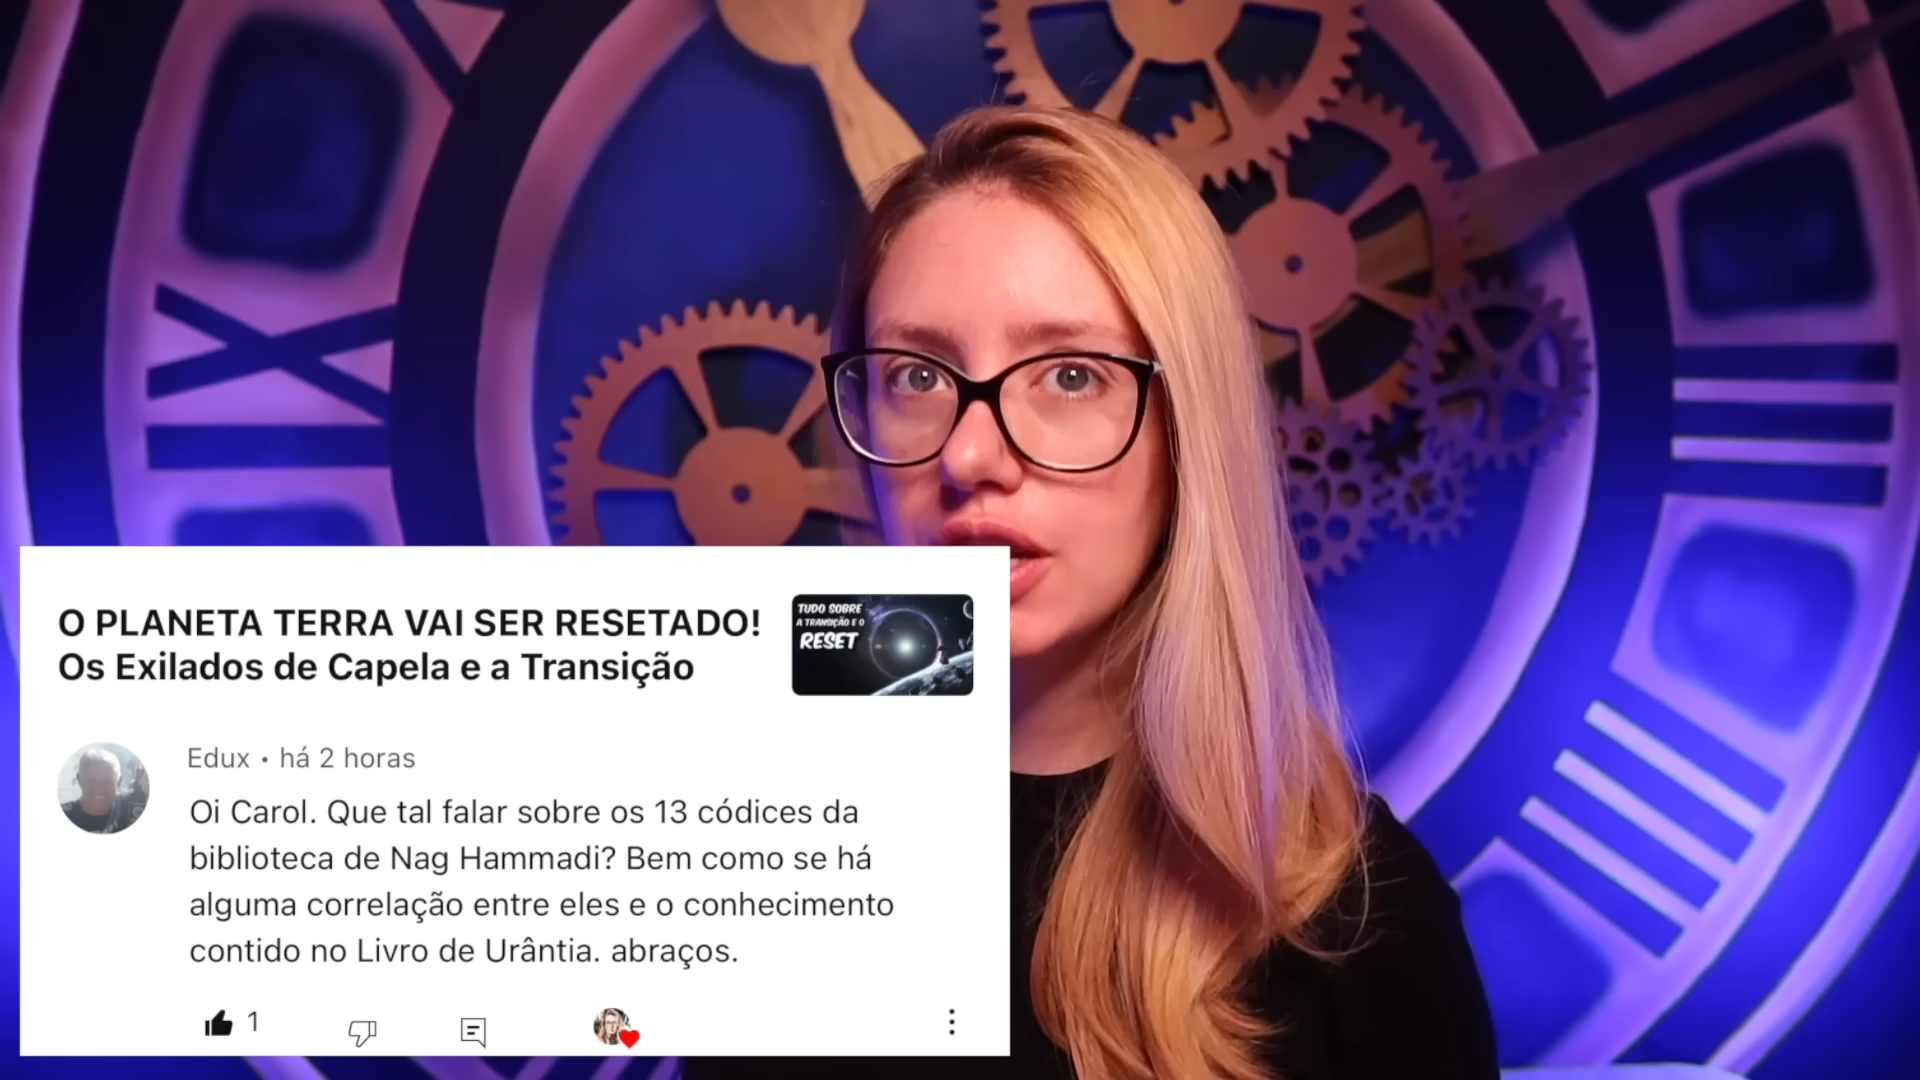 O PLANETA TERRA VAI SER RESETADO!
Os Exilados de Capela e a Transição
TUDO SOBRE
A TRANSIÇÃO E O
RESET
Edux • há 2 horas
Oi Carol. Que tal falar sobre os 13 códices da
biblioteca de Nag Hammadi? Bem como se há
alguma correlação entre eles e o conhecimento
contido no Livro de Urântia. abraços.
1
IX
III